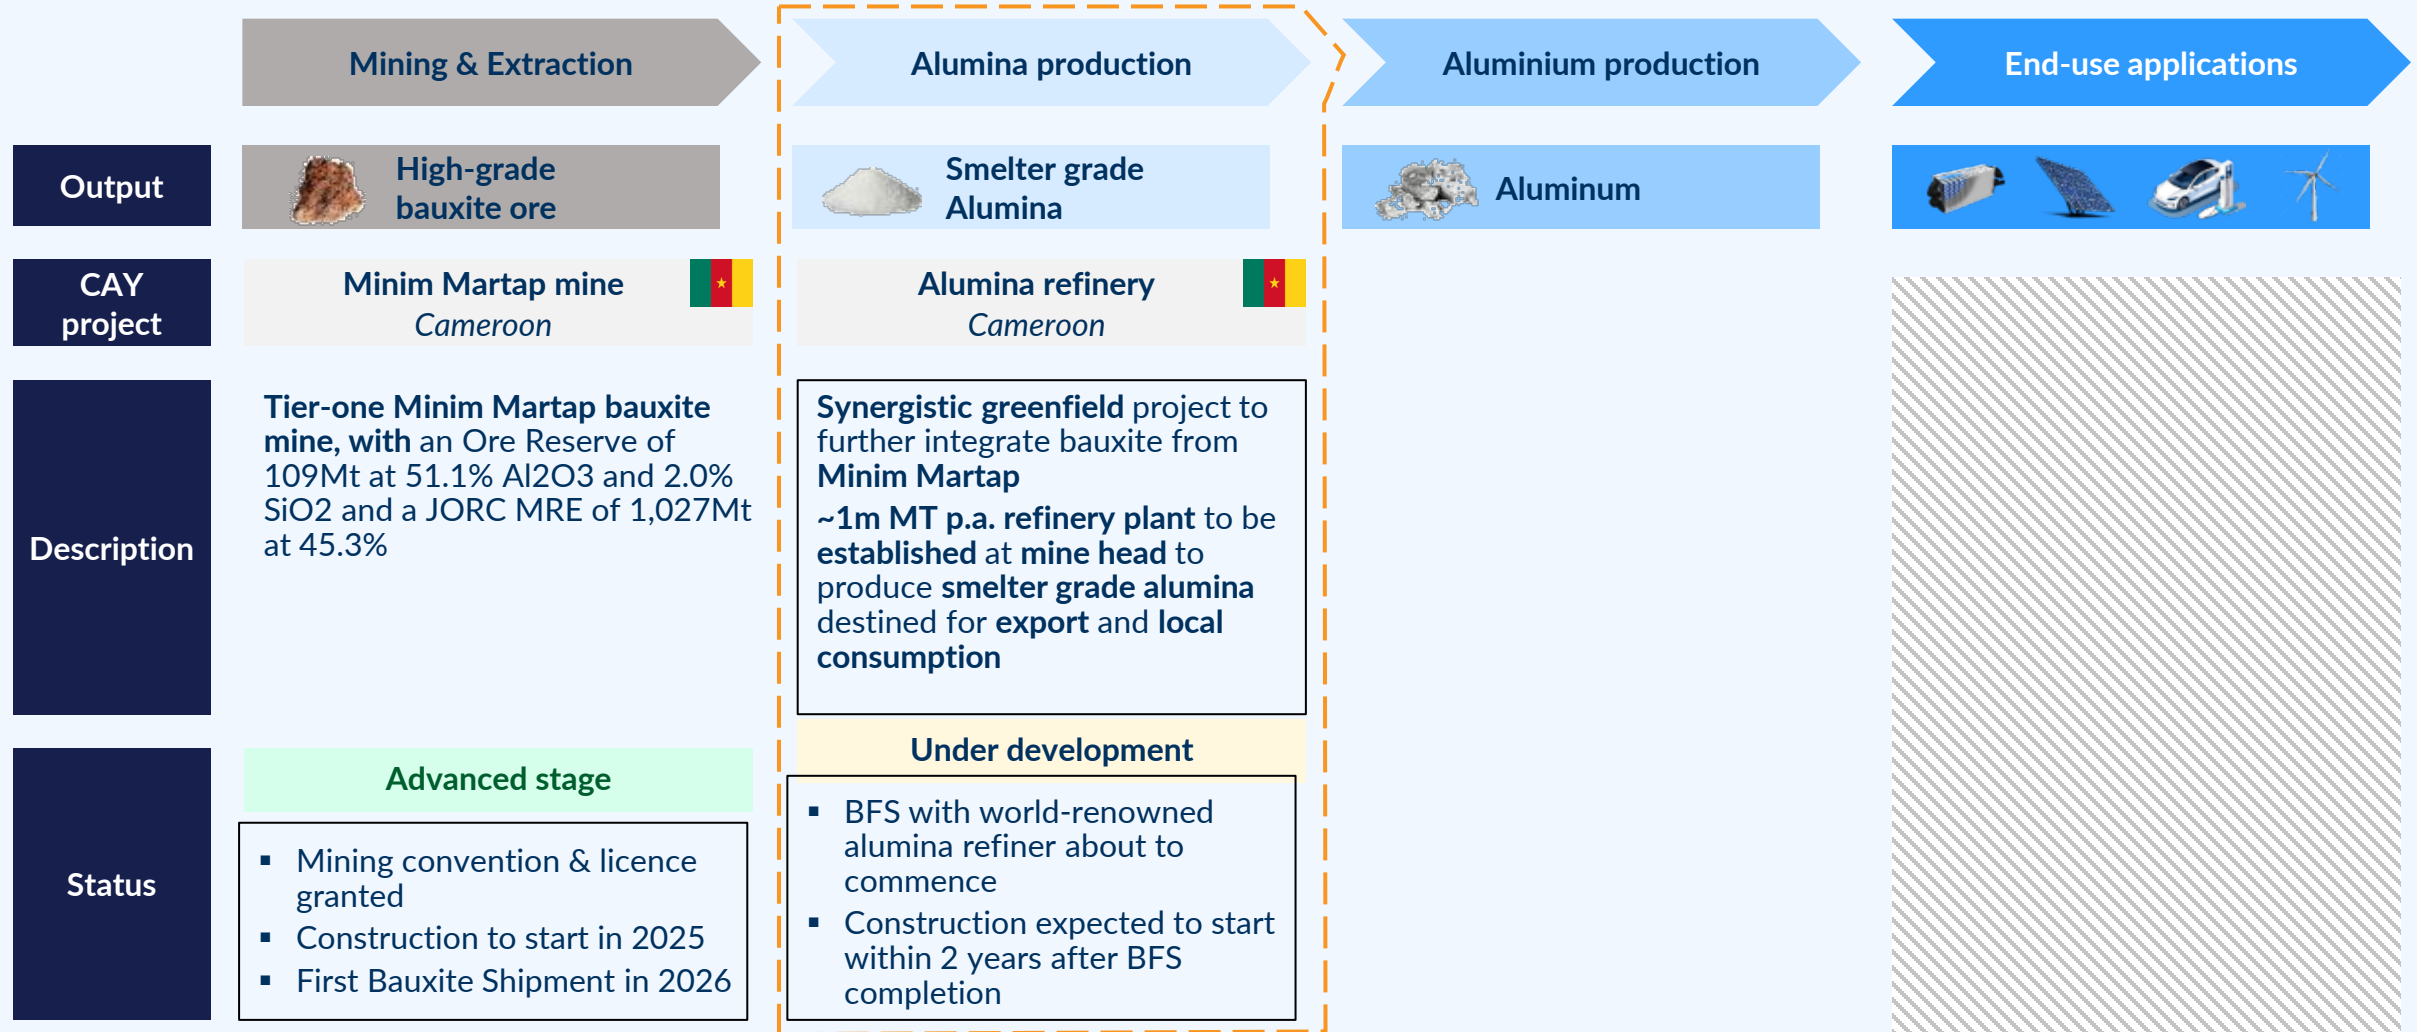 Mining & Extraction
Alumina production
Aluminium production
End-use applications
Output
High-grade
bauxite ore
Smelter grade
Alumina
Aluminum
CAY
project
Minim Martap mine
Cameroon
Alumina refinery
Cameroon
Description
Tier-one Minim Martap bauxite
mine, with an Ore Reserve of
109Mt at 51.1% Al2O3 and 2.0%
SiO2 and a JORC MRE of 1,027Mt
at 45.3%
Synergistic greenfield project to
further integrate bauxite from
Minim Martap
~1m MT p.a. refinery plant to be
established at mine head to
produce smelter grade alumina
destined for export and local
consumption
Status
Advanced stage
▪ Mining convention & licence
granted
▪ Construction to start in 2025
▪ First Bauxite Shipment in 2026
Under development
▪ BFS with world-renowned
alumina refiner about to
commence
▪ Construction expected to start
within 2 years after BFS
completion